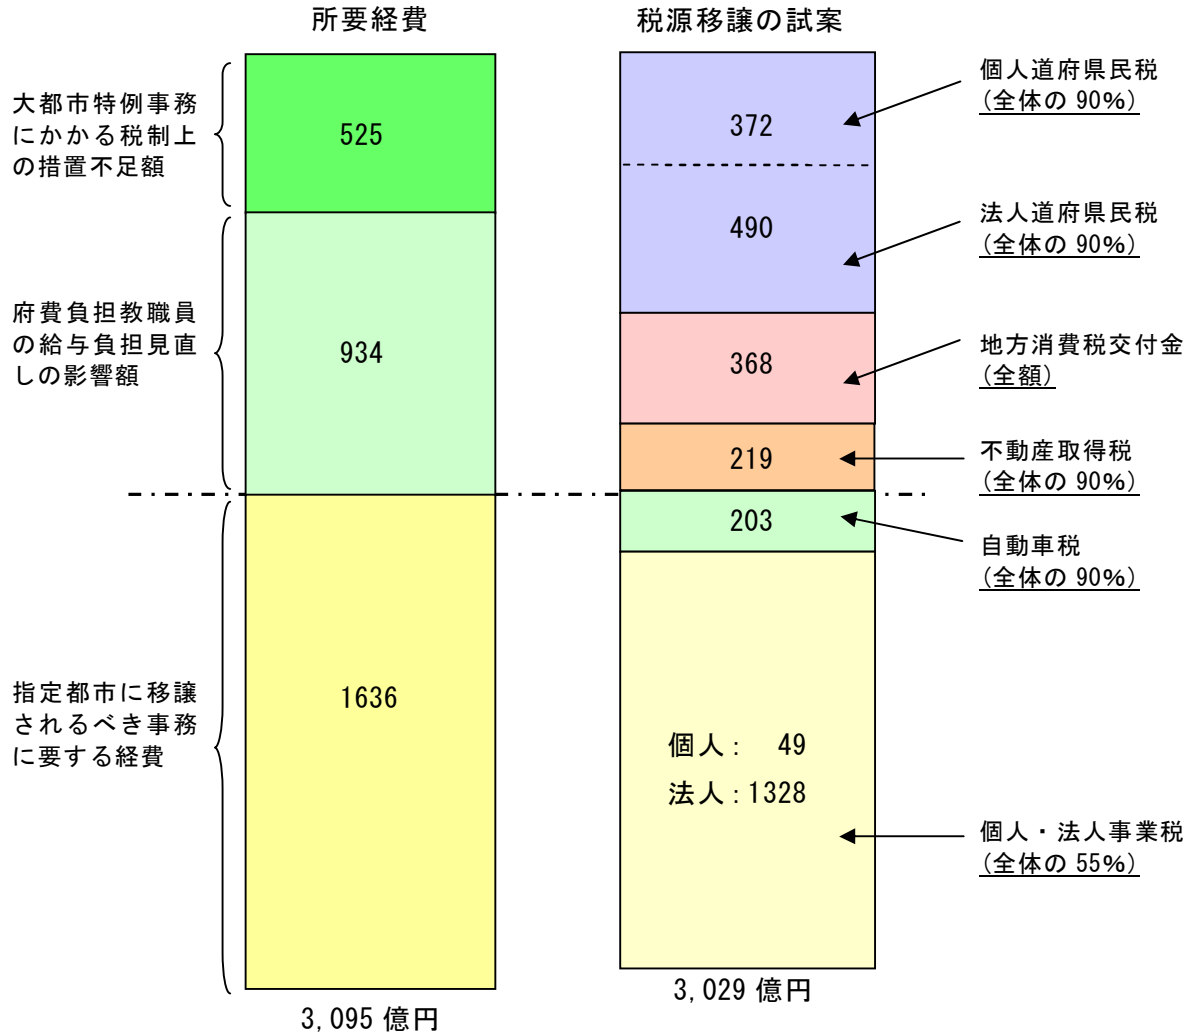 所要経費
税源移譲の試案
大都市特例事務
にかかる税制上
の措置不足額
525
府費負担教職員
の給与負担見直
しの影響額
934
指定都市に移譲
されるべき事務
に要する経費
1636
3,095 億円
372
490
368
219
203
個人： 49
法人：1328
3,029 億円
個人道府県民税
(全体の 90%)
法人道府県民税
(全体の 90%)
地方消費税交付金
(全額)
不動産取得税
(全体の 90%)
自動車税
(全体の 90%)
個人・法人事業税
(全体の 55%)